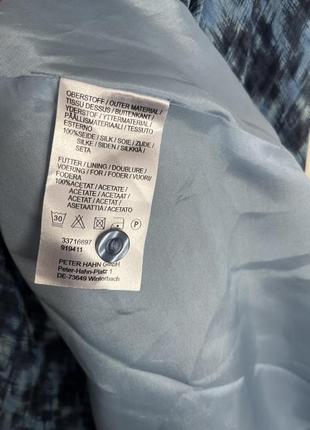 OBERSTOFF / OUTER MATERIAL /
TISSU DESSUS / BUITENKANT /
YDERSTOF / YTTERMATERIAL /
PÄÄLLISMATERIAALI / TESSUTO
ESTERNO
100%SEIDE / SILK / SOIE / ZIJDE /
SILKE / SIDEN / SILKKIÄ /
SETA
FUTTER / LINING / DOUBLURE /
VOERING / FOR / FODER / VUORI /
FODERA
100%ACETAT / ACETATE /
ACÉTATE / ACETAAT /
ACETAT / ACETAT /
ASETAATTIA / ACETATO
30 P
33716697
919411
PETER HAHN GmbH
Peter-Hahn-Platz 1
DE-73649 Winterbach